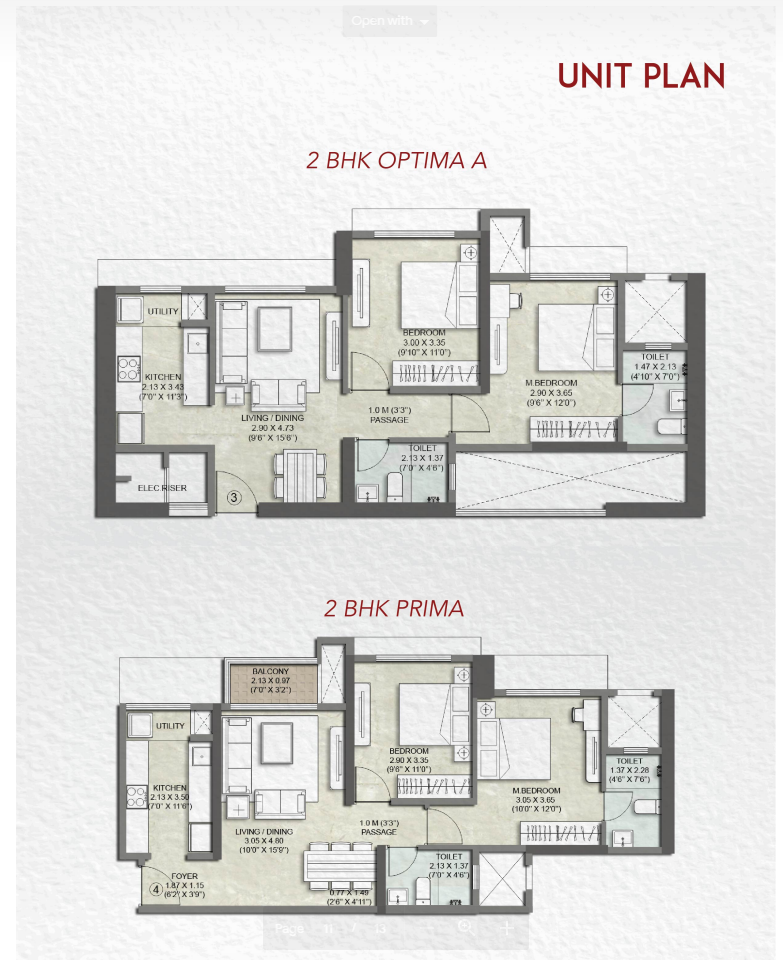 Open with
UNIT PLAN
2 BHK OPTIMA A
UTILITY
KITCHEN
2.13 X 3.43
(7'0" X 11'3")
LIVING / DINING
2.90 X 4.73
(9'6" X 15'6")
BEDROOM
3.00 X 3.35
(9'10" X 11'0")
1.0 M (3'3")
PASSAGE
M.BEDROOM
2.90 X 3.65
(9'6" X 12'0")
TOILET
1.47 X 2.13
(4'10" X 7'0")
TOILET
2.13 X 1.37
(7'0" X 4'6")
ELEC RISER
3
2 BHK PRIMA
BALCONY
2.13 X 0.97
(7'0" X 3'2")
UTILITY
KITCHEN
2.13 X 3.50
(7'0" X 11'6")
LIVING / DINING
3.05 X 4.80
(10'0" X 15'9")
BEDROOM
2.90 X 3.35
(9'6" X 11'0")
1.0 M (3'3")
PASSAGE
M.BEDROOM
3.05 X 3.65
(10'0" X 12'0")
TOILET
1.37 X 2.28
(4'6" X 7'6")
TOILET
2.13 X 1.37
(7'0" X 4'6")
FOYER
1.87 X 1.15
(6'2" X 3'9")
4
0.77 X 1.49
(2'6" X 4'11")
Page